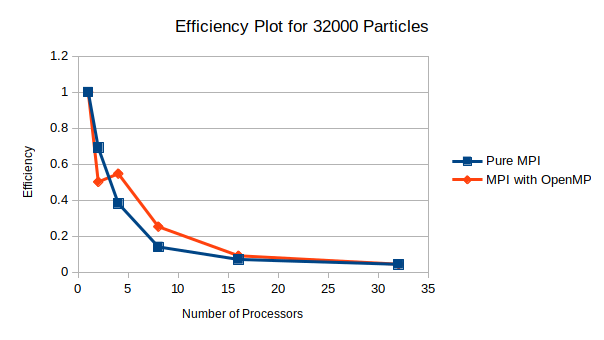 Efficiency Plot for 32000 Particles
1.2
1
0.8
0.6
0.4
0.2
0
Efficiency
0 5 10 15 20 25 30 35
Number of Processors
Pure MPI
MPI with OpenMP